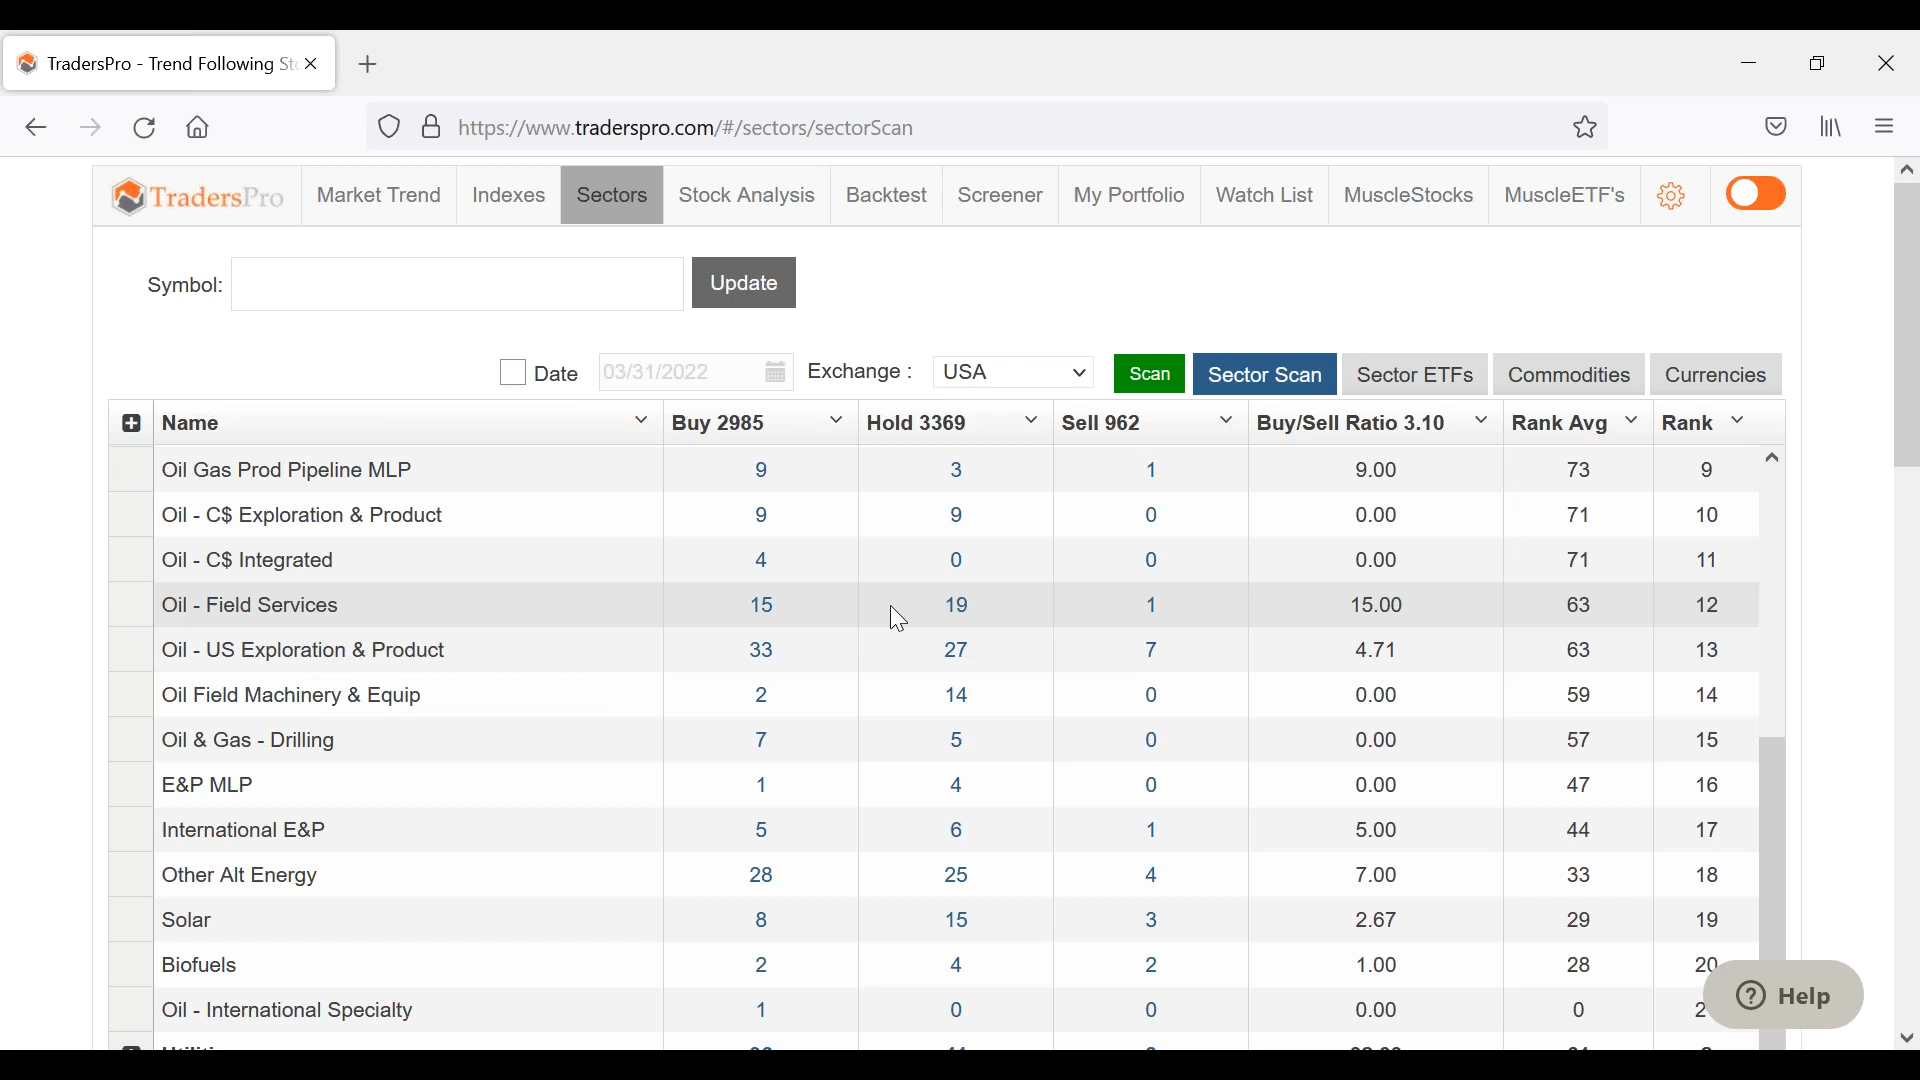 TradersPro - Trend Following
https://www.traderspro.com/#/sectors/sectorScan
TradersPro Market Trend Indexes Sectors Stock Analysis Backtest Screener My Portfolio Watch List MuscleStocks MuscleETF's
Symbol: Update
Date 03/31/2022 Exchange : USA Scan Sector Scan Sector ETFs Commodities Currencies
Name Buy 2985 Hold 3369 Sell 962 Buy/Sell Ratio 3.10 Rank Avg Rank
Oil Gas Prod Pipeline MLP 9 3 1 9.00 73 9
Oil - C$ Exploration & Product 9 9 0 0.00 71 10
Oil - C$ Integrated 4 0 0 0.00 71 11
Oil - Field Services 15 19 1 15.00 63 12
Oil - US Exploration & Product 33 27 7 4.71 63 13
Oil Field Machinery & Equip 2 14 0 0.00 59 14
Oil & Gas - Drilling 7 5 0 0.00 57 15
E&P MLP 1 4 0 0.00 47 16
International E&P 5 6 1 5.00 44 17
Other Alt Energy 28 25 4 7.00 33 18
Solar 8 15 3 2.67 29 19
Biofuels 2 4 2 1.00 28 20
Oil - International Specialty 1 0 0 0.00 0
Help